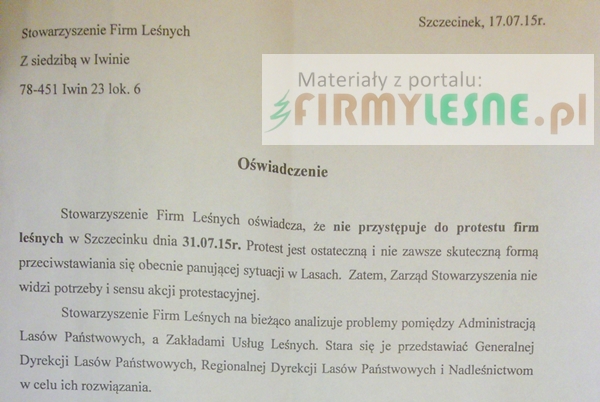 Stowarzyszenie Firm Leśnych
Szczecinek, 17.07.15r.
Z siedzibą w Iwinie
78-451 Iwin 23 lok. 6
Materiały z portalu:
FIRMYLESNE.pl
Oświadczenie
Stowarzyszenie Firm Leśnych oświadcza, że nie przystępuje do protestu firm
leśnych w Szczecinku dnia 31.07.15r. Protest jest ostateczną i nie zawsze skuteczną formą
przeciwstawiania się obecnie panującej sytuacji w Lasach. Zatem, Zarząd Stowarzyszenia nie
widzi potrzeby i sensu akcji protestacyjnej.
Stowarzyszenie Firm Leśnych na bieżąco analizuje problemy pomiędzy Administracją
Lasów Państwowych, a Zakładami Usług Leśnych. Stara się je przedstawiać Generalnej
Dyrekcji Lasów Państwowych, Regionalnej Dyrekcji Lasów Państwowych i Nadleśnictwom
w celu ich rozwiązania.